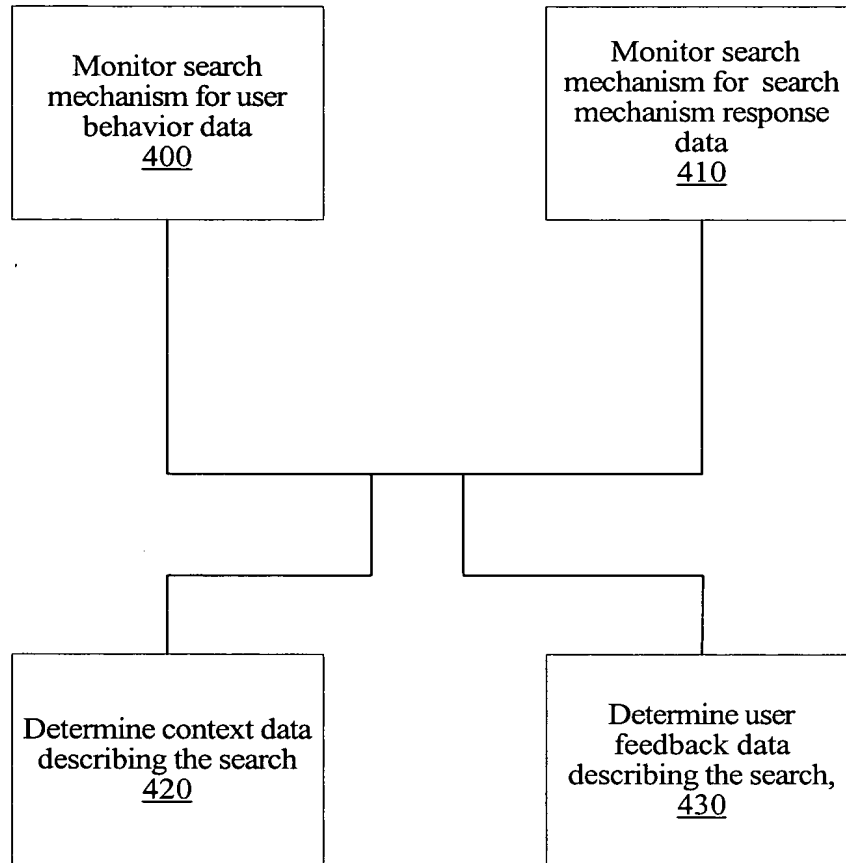 Monitor search
mechanism for user
behavior data
400
Monitor search
mechanism for search
mechanism response
data
410
Determine context data
describing the search
420
Determine user
feedback data
describing the search,
430